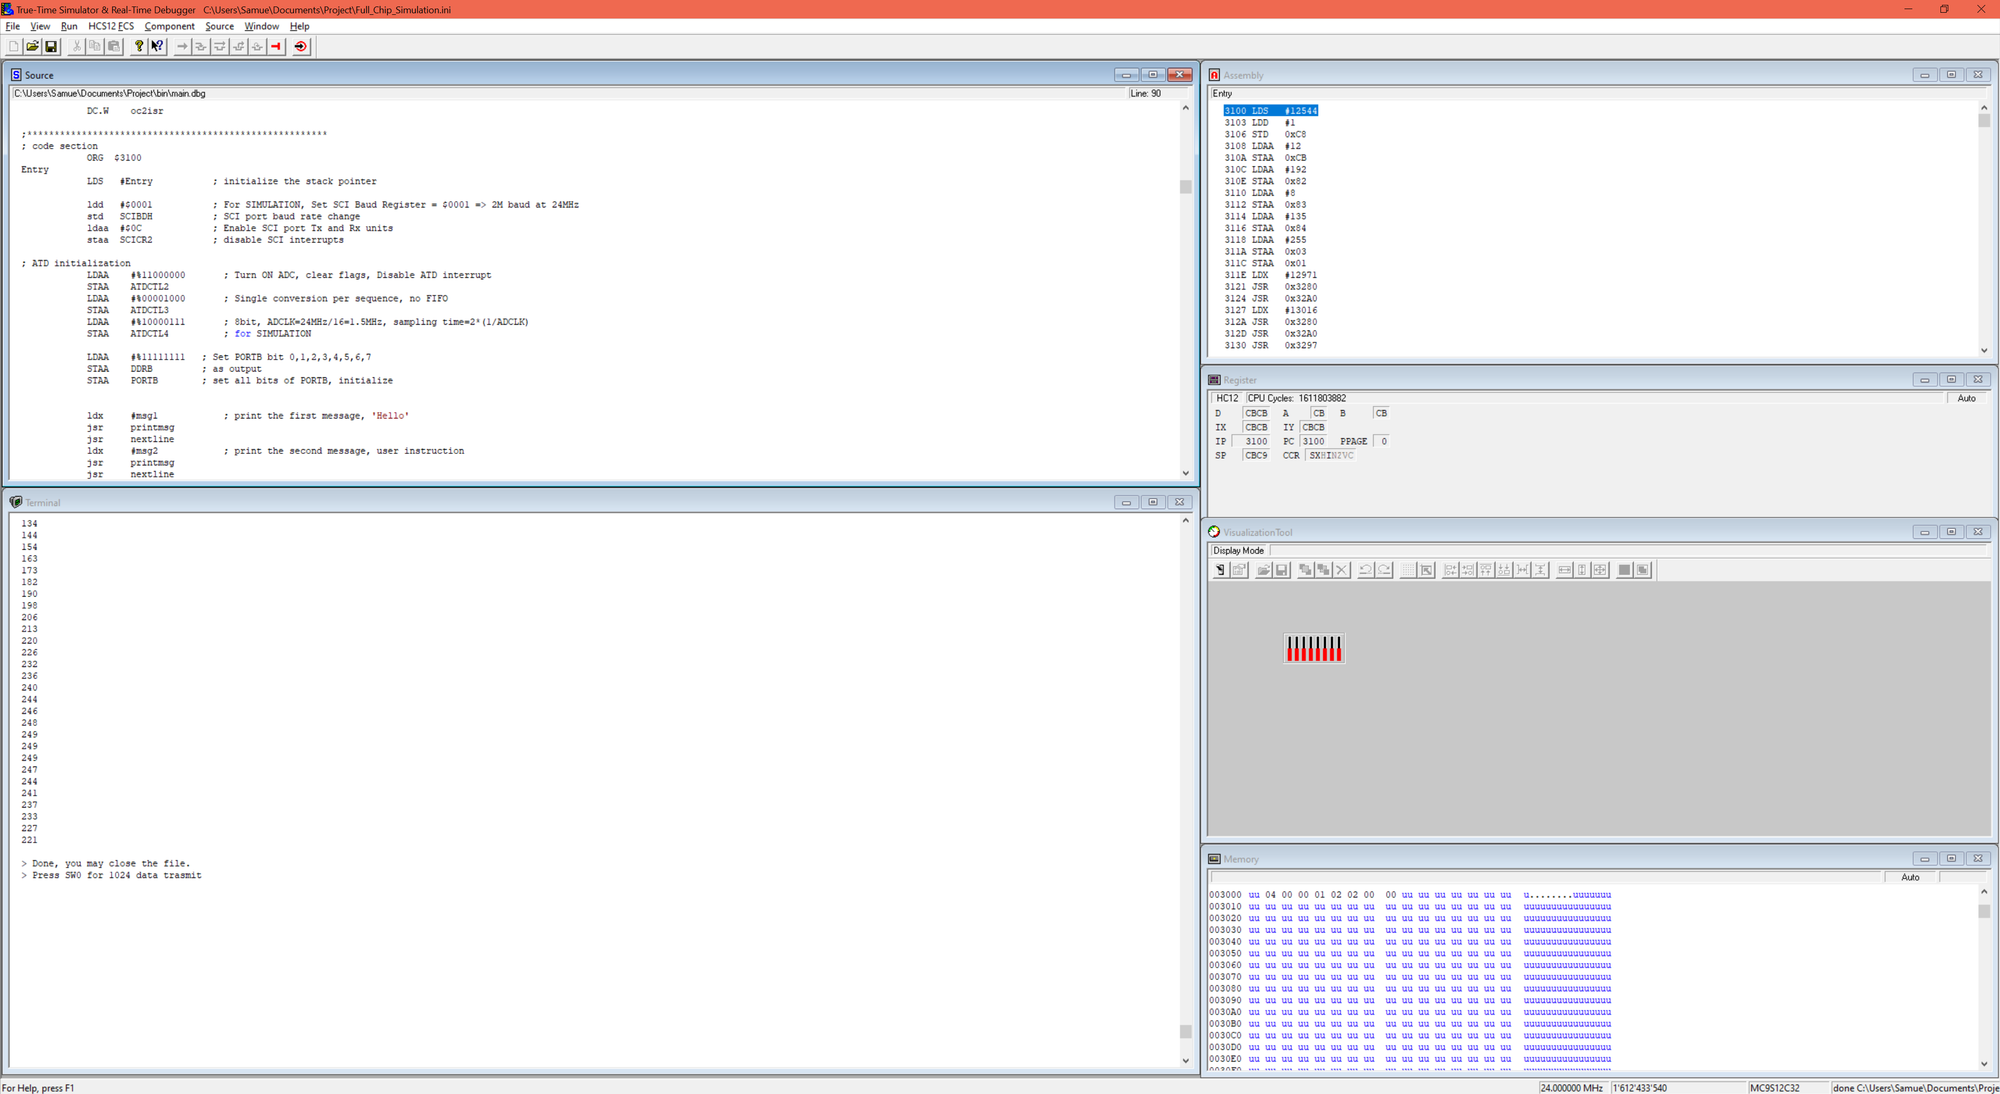 True-Time Simulator & Real-Time Debugger C:\Users\Samue\Documents\Project\Full_Chip_Simulation.ini
File View Run HCS12 FCS Component Source Window Help
Source
C:\Users\Samue\Documents\Project\bin\main.dbg Line: 90
DC.W oc2isr
; code section
ORG $3100
Entry
LDS #Entry ; initialize the stack pointer
ldd #$0001 ; For SIMULATION, Set SCI Baud Register = $0001 => 2M baud at 24MHz
std SCIBDH ; SCI port baud rate change
ldaa #$0C ; Enable SCI port Tx and Rx units
staa SCICR2 ; disable SCI interrupts
; ATD initialization
LDAA #%11000000 ; Turn ON ADC, clear flags, Disable ATD interrupt
STAA ATDCTL2
LDAA #%00001000 ; Single conversion per sequence, no FIFO
STAA ATDCTL3
LDAA #%10000111 ; 8bit, ADCLK=24MHz/16=1.5MHz, sampling time=2*(1/ADCLK)
STAA ATDCTL4 ; for SIMULATION
LDAA #%11111111 ; Set PORTB bit 0,1,2,3,4,5,6,7
STAA DDRB ; as output
STAA PORTB ; set all bits of PORTB, initialize
ldx #msg1 ; print the first message, 'Hello'
jsr printmsg
jsr nextline
ldx #msg2 ; print the second message, user instruction
jsr printmsg
jsr nextline
Terminal
134
144
154
163
173
182
190
198
206
213
220
226
232
236
240
244
246
248
249
249
249
247
244
241
237
233
227
221
> Done, you may close the file.
> Press SW0 for 1024 data trasmit
Assembly
Entry
3100 LDS #12544
3103 LDD #1
3106 STD 0xC8
3108 LDAA #12
310A STAA 0xCB
310C LDAA #192
310E STAA 0x82
3110 LDAA #8
3112 STAA 0x83
3114 LDAA #135
3116 STAA 0x84
3118 LDAA #255
311A STAA 0x03
311C STAA 0x01
311E LDX #12971
3121 JSR 0x3280
3124 JSR 0x32A0
3127 LDX #13016
312A JSR 0x3280
312D JSR 0x32A0
3130 JSR 0x3297
Register
HC12 CPU Cycles: 1611803882 Auto
D CBCB A CB B CB
IX CBCB IY CBCB
IP 3100 PC 3100 PPAGE 0
SP CBC9 CCR SXHINZVC
VisualizationTool
Display Mode
Memory
Auto
003000 uu 04 00 00 01 02 02 00 00 uu uu uu uu uu uu uu u........uuuuuuu
003010 uu uu uu uu uu uu uu uu uu uu uu uu uu uu uu uu uuuuuuuuuuuuuuuu
003020 uu uu uu uu uu uu uu uu uu uu uu uu uu uu uu uu uuuuuuuuuuuuuuuu
003030 uu uu uu uu uu uu uu uu uu uu uu uu uu uu uu uu uuuuuuuuuuuuuuuu
003040 uu uu uu uu uu uu uu uu uu uu uu uu uu uu uu uu uuuuuuuuuuuuuuuu
003050 uu uu uu uu uu uu uu uu uu uu uu uu uu uu uu uu uuuuuuuuuuuuuuuu
003060 uu uu uu uu uu uu uu uu uu uu uu uu uu uu uu uu uuuuuuuuuuuuuuuu
003070 uu uu uu uu uu uu uu uu uu uu uu uu uu uu uu uu uuuuuuuuuuuuuuuu
003080 uu uu uu uu uu uu uu uu uu uu uu uu uu uu uu uu uuuuuuuuuuuuuuuu
003090 uu uu uu uu uu uu uu uu uu uu uu uu uu uu uu uu uuuuuuuuuuuuuuuu
0030A0 uu uu uu uu uu uu uu uu uu uu uu uu uu uu uu uu uuuuuuuuuuuuuuuu
0030B0 uu uu uu uu uu uu uu uu uu uu uu uu uu uu uu uu uuuuuuuuuuuuuuuu
0030C0 uu uu uu uu uu uu uu uu uu uu uu uu uu uu uu uu uuuuuuuuuuuuuuuu
0030D0 uu uu uu uu uu uu uu uu uu uu uu uu uu uu uu uu uuuuuuuuuuuuuuuu
0030E0 uu uu uu uu uu uu uu uu uu uu uu uu uu uu uu uu uuuuuuuuuuuuuuuu
For Help, press F1 24.000000 MHz 1'612'433'540 MC9S12C32 done C:\Users\Samue\Documents\Proje